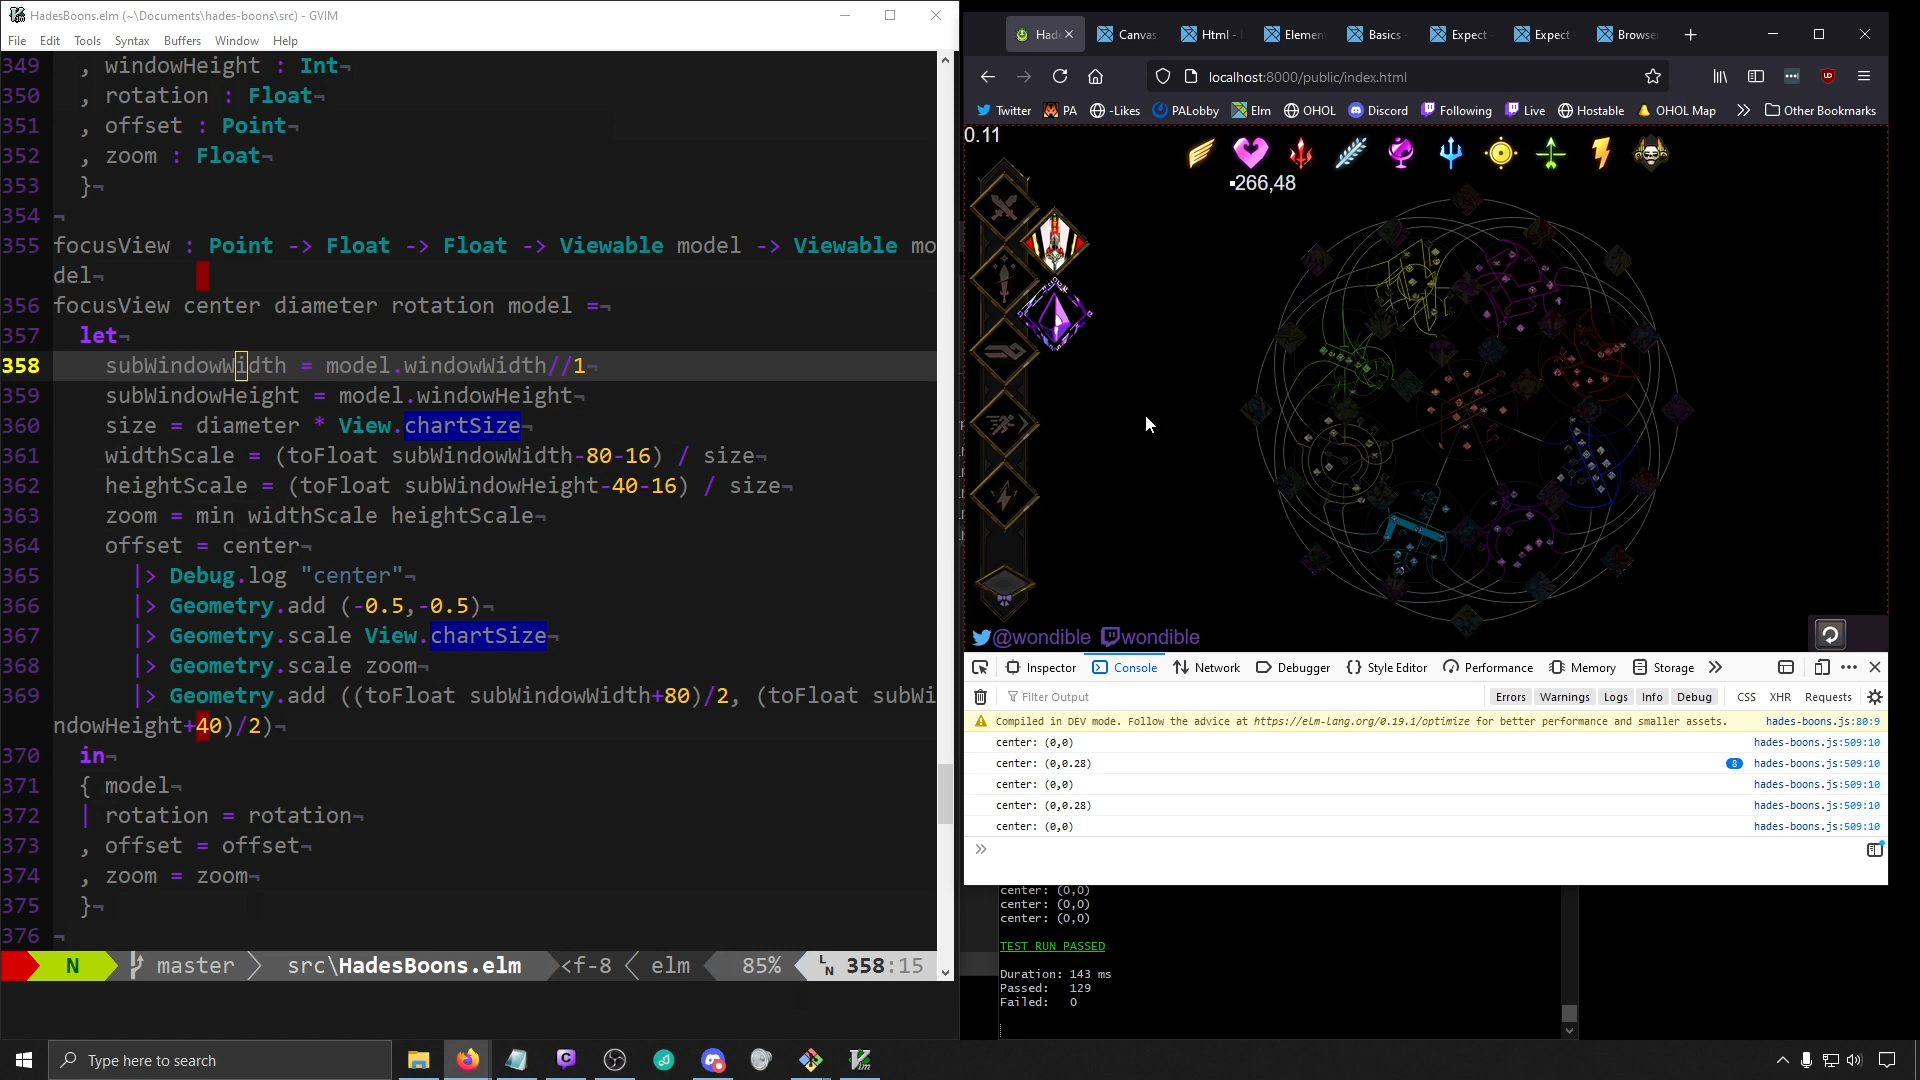 HadesBoons.elm (~\Documents\hades-boons\src) - GVIM
File Edit Tools Syntax Buffers Window Help
349 , windowHeight : Int¬
350 , rotation : Float¬
351 , offset : Point¬
352 , zoom : Float¬
353 }¬
354 ¬
355 focusView : Point -> Float -> Float -> Viewable model -> Viewable mo
del¬
356 focusView center diameter rotation model =¬
357 let¬
358 subWindowWidth = model.windowWidth//1¬
359 subWindowHeight = model.windowHeight¬
360 size = diameter * View.chartSize¬
361 widthScale = (toFloat subWindowWidth-80-16) / size¬
362 heightScale = (toFloat subWindowHeight-40-16) / size¬
363 zoom = min widthScale heightScale¬
364 offset = center¬
365 |> Debug.log "center"¬
366 |> Geometry.add (-0.5,-0.5)¬
367 |> Geometry.scale View.chartSize¬
368 |> Geometry.scale zoom¬
369 |> Geometry.add ((toFloat subWindowWidth+80)/2, (toFloat subWi
ndowHeight+40)/2)¬
370 in¬
371 { model¬
372 | rotation = rotation¬
373 , offset = offset¬
374 , zoom = zoom¬
375 }¬
376 ¬
N master src\HadesBoons.elm <f-8 elm 85% LN 358:15
Had Canvas Html - Elemen Basics - Expect Expect Browse
localhost:8000/public/index.html
Twitter PA -Likes PALobby Elm OHOL Discord Following Live Hostable OHOL Map Other Bookmarks
0.11
-266,48
@wondible wondible
Inspector Console Network Debugger Style Editor Performance Memory Storage
Filter Output Errors Warnings Logs Info Debug CSS XHR Requests
Compiled in DEV mode. Follow the advice at https://elm-lang.org/0.19.1/optimize for better performance and smaller assets. hades-boons.js:80:9
center: (0,0) hades-boons.js:509:10
center: (0,0.28) 8 hades-boons.js:509:10
center: (0,0) hades-boons.js:509:10
center: (0,0.28) hades-boons.js:509:10
center: (0,0) hades-boons.js:509:10
center: (0,0)
center: (0,0)
center: (0,0)
TEST RUN PASSED
Duration: 143 ms
Passed: 129
Failed: 0
Type here to search